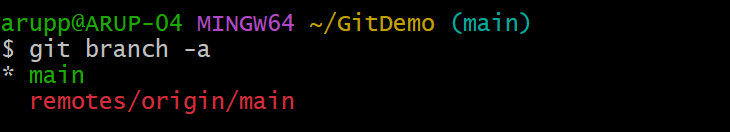 arupp@ARUP-04 MINGW64 ~/GitDemo (main)
$ git branch -a
* main
  remotes/origin/main